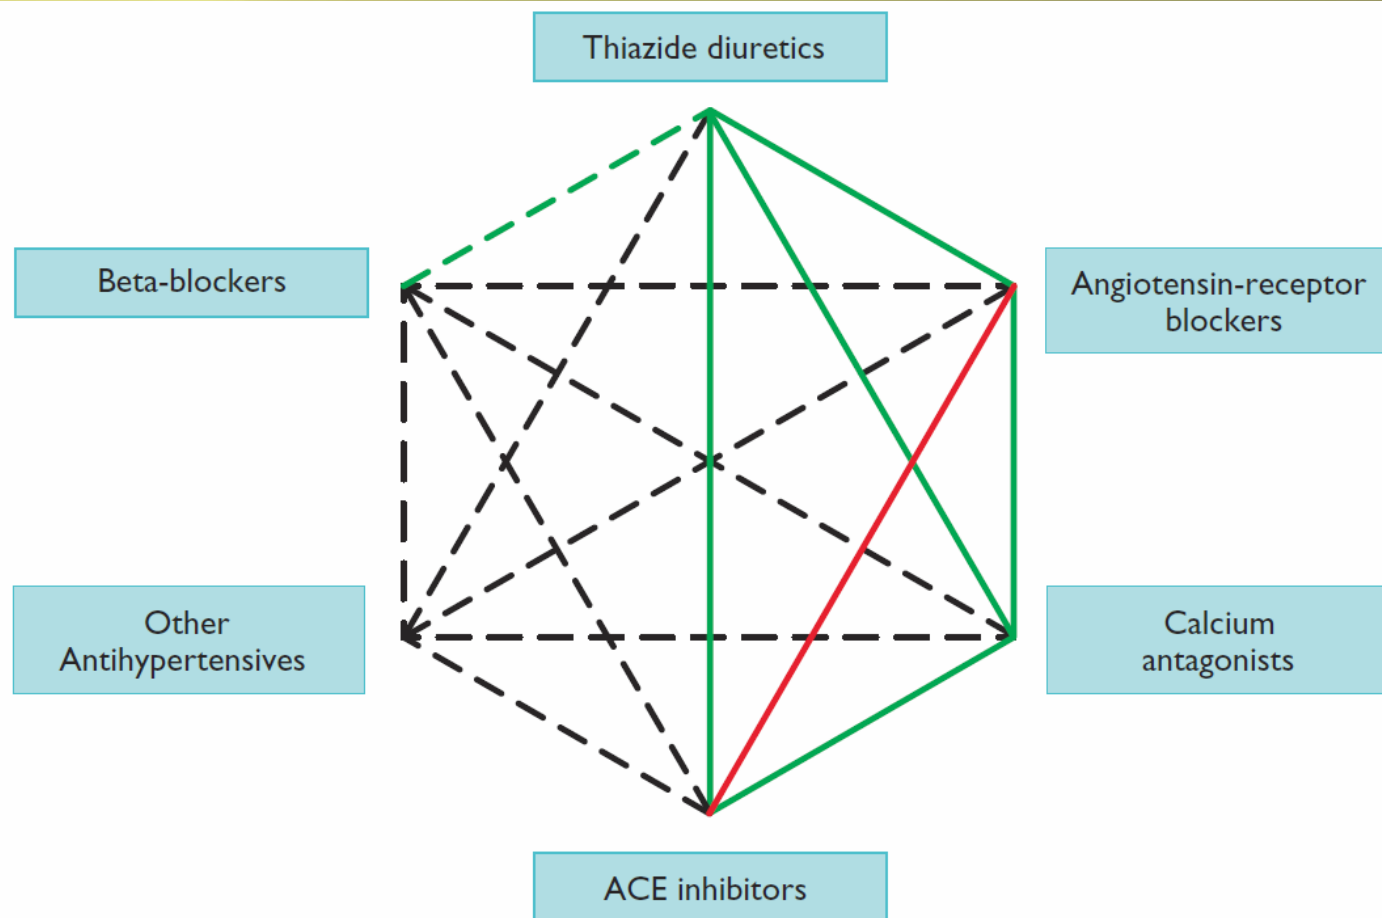 Thiazide diuretics
Beta-blockers
Angiotensin-receptor
blockers
Other
Antihypertensives
Calcium
antagonists
ACE inhibitors